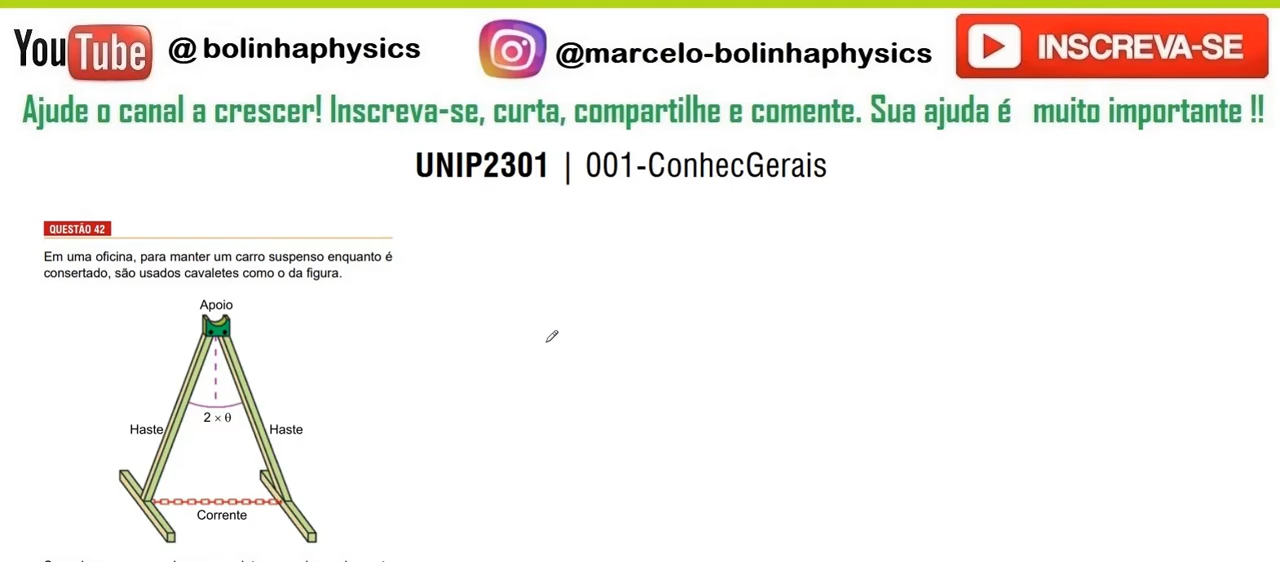 YouTube @bolinhaphysics @marcelo-bolinhaphysics INSCREVA-SE
Ajude o canal a crescer! Inscreva-se, curta, compartilhe e comente. Sua ajuda é muito importante !!
UNIP2301 | 001-ConhecGerais
QUESTÃO 42
Em uma oficina, para manter um carro suspenso enquanto é
consertado, são usados cavaletes como o da figura.
Apoio
2 × θ
Haste Haste
Corrente